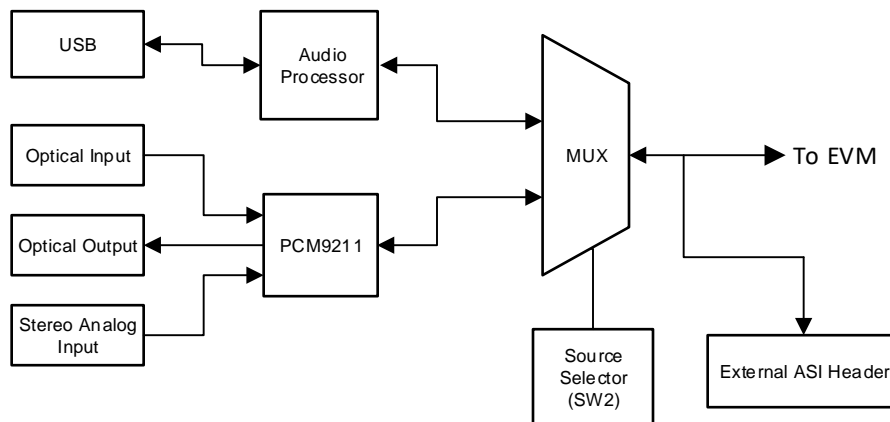 USB
Audio
Processor
Optical Input
MUX
To EVM
Optical Output
PCM9211
Stereo Analog
Input
Source
Selector
(SW2)
External ASI Header